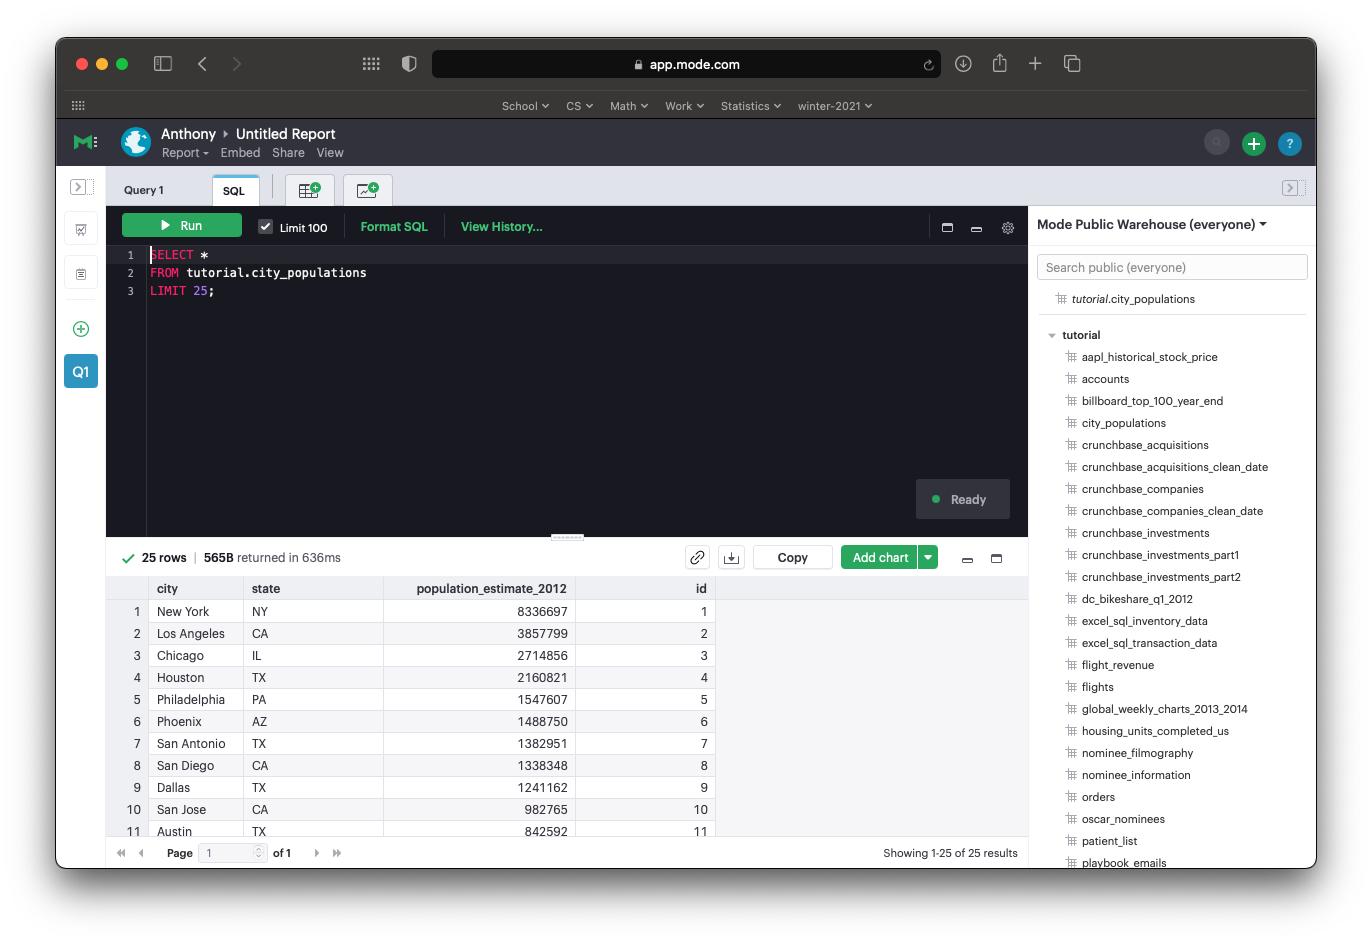 app.mode.com
School CS Math Work Statistics winter-2021
Anthony Untitled Report
Report Embed Share View
?
Query 1 SQL
Run Limit 100 Format SQL View History...
1 SELECT *
2 FROM tutorial.city_populations
3 LIMIT 25;
Q1
Ready
25 rows 565B returned in 636ms Copy Add chart
city state population_estimate_2012 id
1 New York NY 8336697 1
2 Los Angeles CA 3857799 2
3 Chicago IL 2714856 3
4 Houston TX 2160821 4
5 Philadelphia PA 1547607 5
6 Phoenix AZ 1488750 6
7 San Antonio TX 1382951 7
8 San Diego CA 1338348 8
9 Dallas TX 1241162 9
10 San Jose CA 982765 10
11 Austin TX 842592 11
Page 1 of 1 Showing 1-25 of 25 results
Mode Public Warehouse (everyone)
Search public (everyone)
tutorial.city_populations
tutorial
aapl_historical_stock_price
accounts
billboard_top_100_year_end
city_populations
crunchbase_acquisitions
crunchbase_acquisitions_clean_date
crunchbase_companies
crunchbase_companies_clean_date
crunchbase_investments
crunchbase_investments_part1
crunchbase_investments_part2
dc_bikeshare_q1_2012
excel_sql_inventory_data
excel_sql_transaction_data
flight_revenue
flights
global_weekly_charts_2013_2014
housing_units_completed_us
nominee_filmography
nominee_information
orders
oscar_nominees
patient_list
playbook_emails